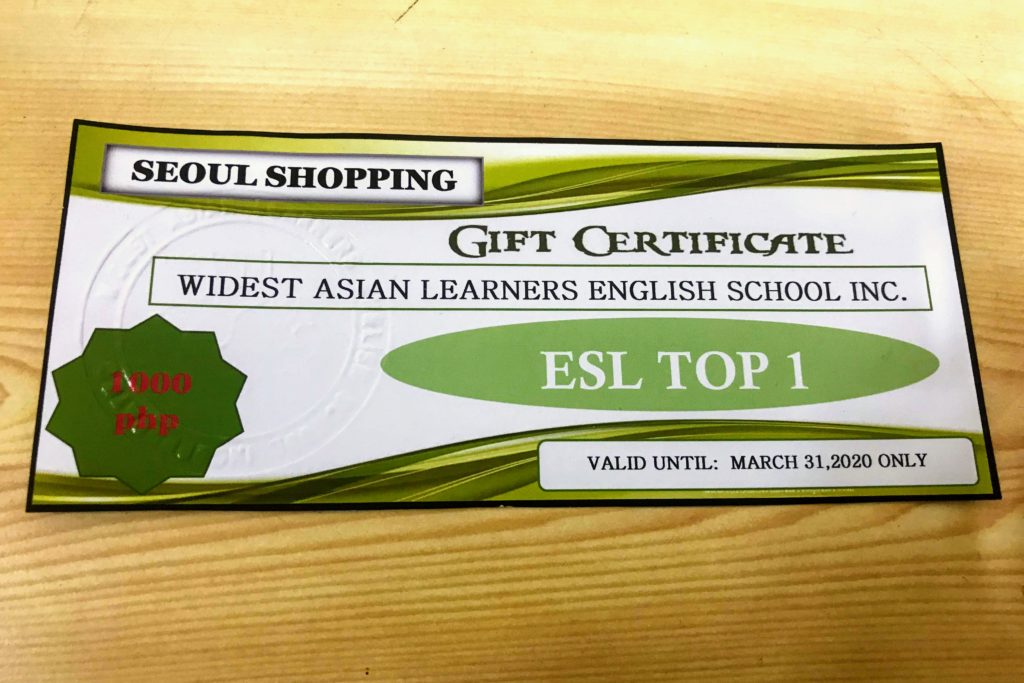 SEOUL SHOPPING
GIFT CERTIFICATE
WIDEST ASIAN LEARNERS ENGLISH SCHOOL INC.
ESL TOP 1
1000
php
VALID UNTIL: MARCH 31,2020 ONLY